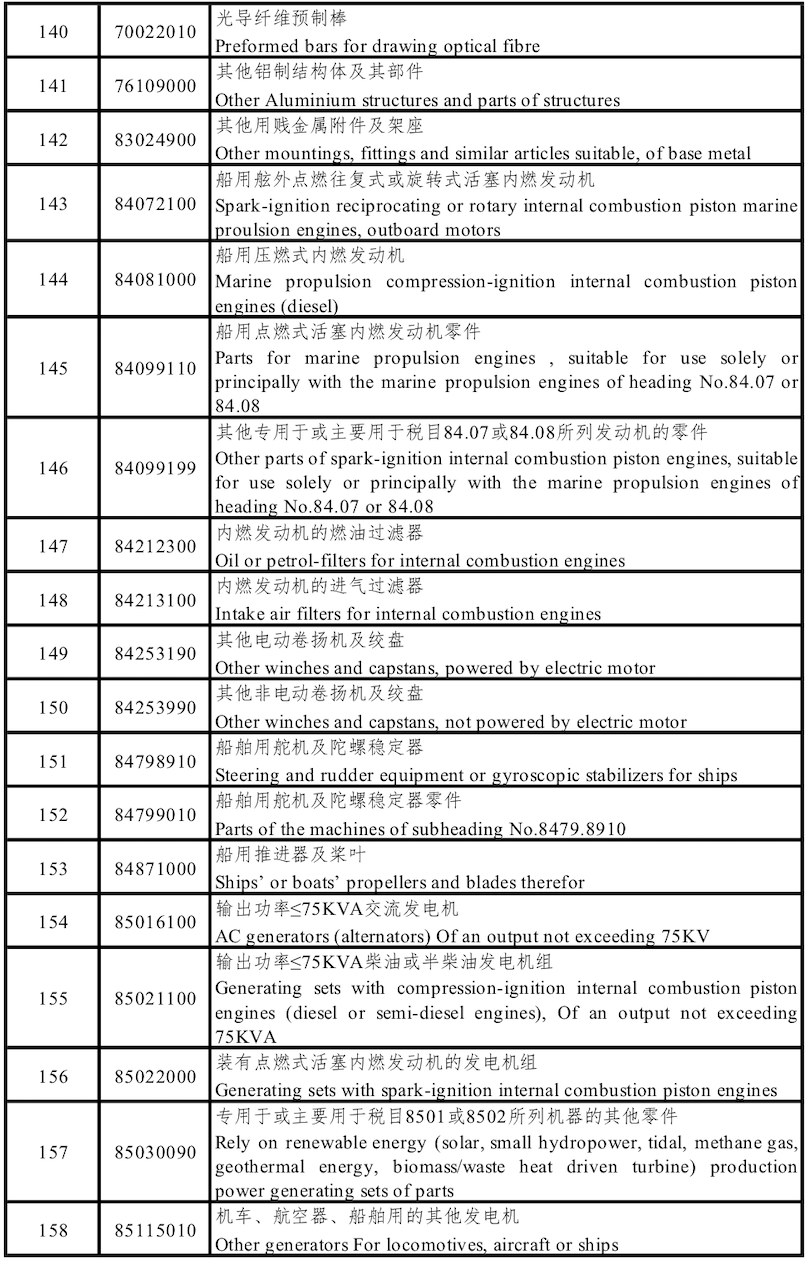 140 70022010 光导纤维预制棒
Preformed bars for drawing optical fibre
141 76109000 其他铝制结构体及其部件
Other Aluminium structures and parts of structures
142 83024900 其他用贱金属附件及架座
Other mountings, fittings and similar articles suitable, of base metal
143 84072100 船用舷外点燃往复式或旋转式活塞内燃发动机
Spark-ignition reciprocating or rotary internal combustion piston marine
proulsion engines, outboard motors
144 84081000 船用压燃式内燃发动机
Marine propulsion compression-ignition internal combustion piston
engines (diesel)
145 84099110 船用点燃式活塞内燃发动机零件
Parts for marine propulsion engines , suitable for use solely or
principally with the marine propulsion engines of heading No.84.07 or
84.08
146 84099199 其他专用于或主要用于税目84.07或84.08所列发动机的零件
Other parts of spark-ignition internal combustion piston engines, suitable
for use solely or principally with the marine propulsion engines of
heading No.84.07 or 84.08
147 84212300 内燃发动机的燃油过滤器
Oil or petrol-filters for internal combustion engines
148 84213100 内燃发动机的进气过滤器
Intake air filters for internal combustion engines
149 84253190 其他电动卷扬机及绞盘
Other winches and capstans, powered by electric motor
150 84253990 其他非电动卷扬机及绞盘
Other winches and capstans, not powered by electric motor
151 84798910 船舶用舵机及陀螺稳定器
Steering and rudder equipment or gyroscopic stabilizers for ships
152 84799010 船舶用舵机及陀螺稳定器零件
Parts of the machines of subheading No.8479.8910
153 84871000 船用推进器及桨叶
Ships’ or boats’ propellers and blades therefor
154 85016100 输出功率≤75KVA交流发电机
AC generators (alternators) Of an output not exceeding 75KV
155 85021100 输出功率≤75KVA柴油或半柴油发电机组
Generating sets with compression-ignition internal combustion piston
engines (diesel or semi-diesel engines), Of an output not exceeding
75KVA
156 85022000 装有点燃式活塞内燃发动机的发电机组
Generating sets with spark-ignition internal combustion piston engines
157 85030090 专用于或主要用于税目8501或8502所列机器的其他零件
Rely on renewable energy (solar, small hydropower, tidal, methane gas,
geothermal energy, biomass/waste heat driven turbine) production
power generating sets of parts
158 85115010 机车、航空器、船舶用的其他发电机
Other generators For locomotives, aircraft or ships